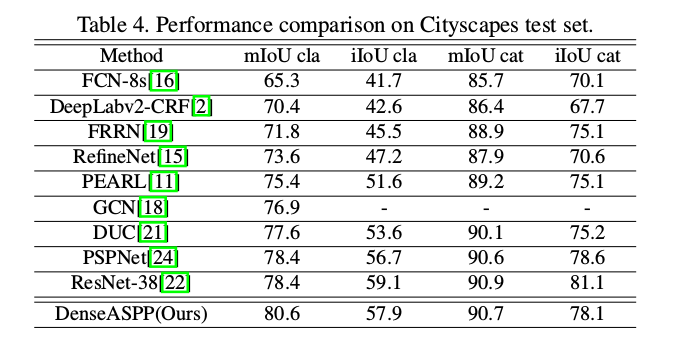 Table 4. Performance comparison on Cityscapes test set.
Method mIoU cla iIoU cla mIoU cat iIoU cat
FCN-8s[16] 65.3 41.7 85.7 70.1
DeepLabv2-CRF[2] 70.4 42.6 86.4 67.7
FRRN[19] 71.8 45.5 88.9 75.1
RefineNet[15] 73.6 47.2 87.9 70.6
PEARL[11] 75.4 51.6 89.2 75.1
GCN[18] 76.9 - - -
DUC[21] 77.6 53.6 90.1 75.2
PSPNet[24] 78.4 56.7 90.6 78.6
ResNet-38[22] 78.4 59.1 90.9 81.1
DenseASPP(Ours) 80.6 57.9 90.7 78.1